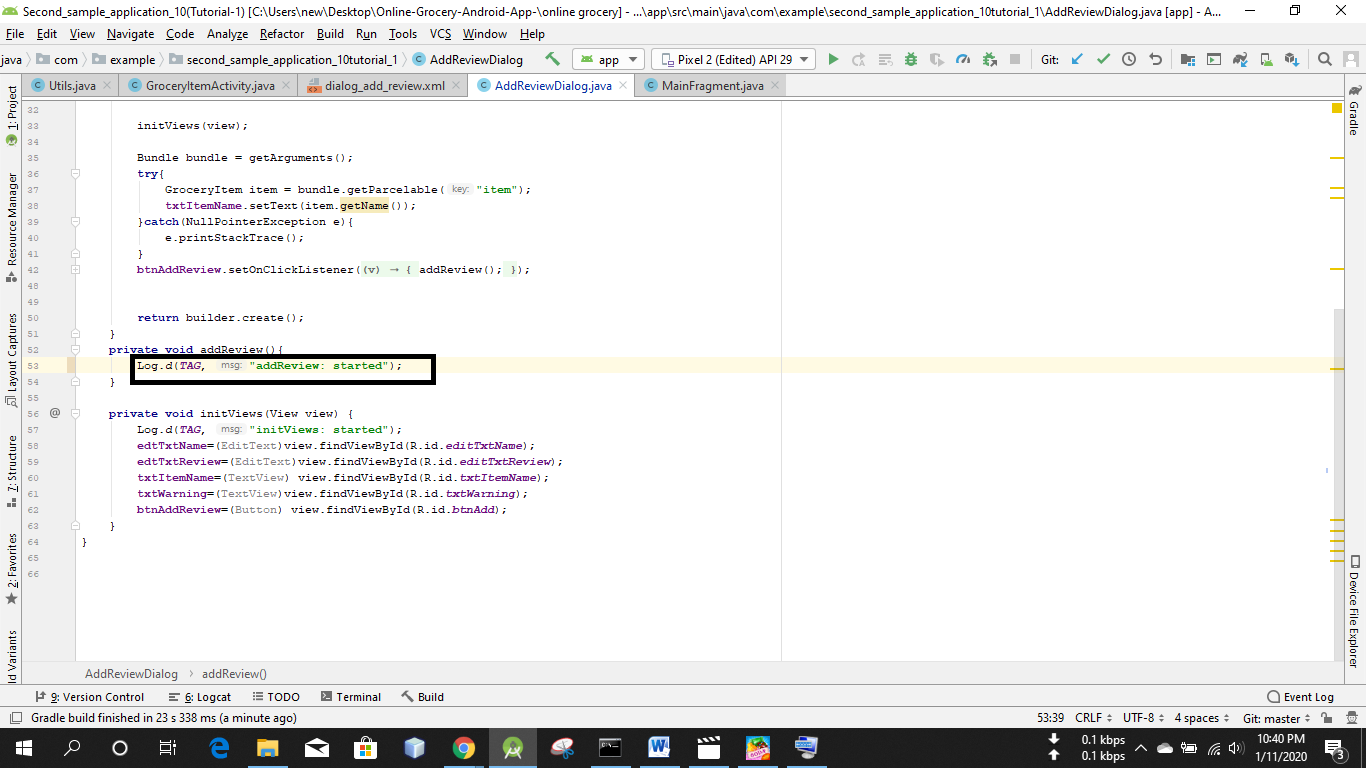 Second_sample_application_10(Tutorial-1) [C:\Users\new\Desktop\Online-Grocery-Android-App-\online grocery] - ...\app\src\main\java\com\example\second_sample_application_10tutorial_1\AddReviewDialog.java [app] - A...
File Edit View Navigate Code Analyze Refactor Build Run Tools VCS Window Help
java com example second_sample_application_10tutorial_1 AddReviewDialog app Pixel 2 (Edited) API 29 Git:
Utils.java GroceryItemActivity.java dialog_add_review.xml AddReviewDialog.java MainFragment.java
1: Project
Resource Manager
Layout Captures
7: Structure
2: Favorites
ld Variants
32
33 initViews(view);
34
35 Bundle bundle = getArguments();
36 try{
37 GroceryItem item = bundle.getParcelable( key: "item");
38 txtItemName.setText(item.getName());
39 }catch(NullPointerException e){
40 e.printStackTrace();
41 }
42 btnAddReview.setOnClickListener((v) → { addReview(); });
48
49
50 return builder.create();
51 }
52 private void addReview(){
53 Log.d(TAG, msg: "addReview: started");
54 }
55
56 @ private void initViews(View view) {
57 Log.d(TAG, msg: "initViews: started");
58 edtTxtName=(EditText)view.findViewById(R.id.editTxtName);
59 edtTxtReview=(EditText)view.findViewById(R.id.editTxtReview);
60 txtItemName=(TextView) view.findViewById(R.id.txtItemName);
61 txtWarning=(TextView)view.findViewById(R.id.txtWarning);
62 btnAddReview=(Button) view.findViewById(R.id.btnAdd);
63 }
64 }
65
66
Gradle
Device File Explorer
AddReviewDialog addReview()
9: Version Control 6: Logcat TODO Terminal Build Event Log
Gradle build finished in 23 s 338 ms (a minute ago) 53:39 CRLF UTF-8 4 spaces Git: master
0.1 kbps
0.1 kbps
10:40 PM
1/11/2020
3